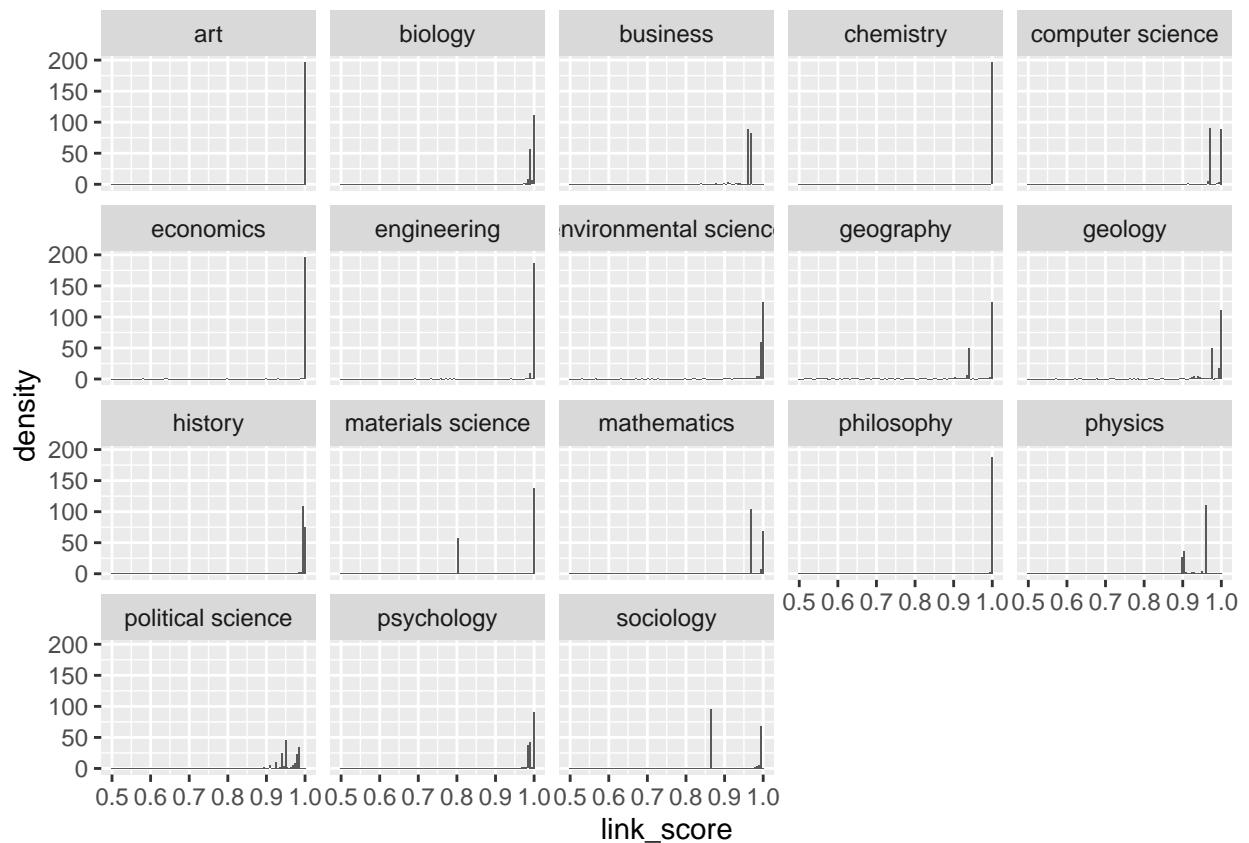 art biology business chemistry computer science
200
150
100
50
0
economics engineering nvironmental scienc geography geology
200
150
100
50
0
history materials science mathematics philosophy physics
200
150
100
50
0
0.5 0.6 0.7 0.8 0.9 1.0 0.5 0.6 0.7 0.8 0.9 1.0
political science psychology sociology
200
150
100
50
0
0.5 0.6 0.7 0.8 0.9 1.0 0.5 0.6 0.7 0.8 0.9 1.0 0.5 0.6 0.7 0.8 0.9 1.0
link_score
density